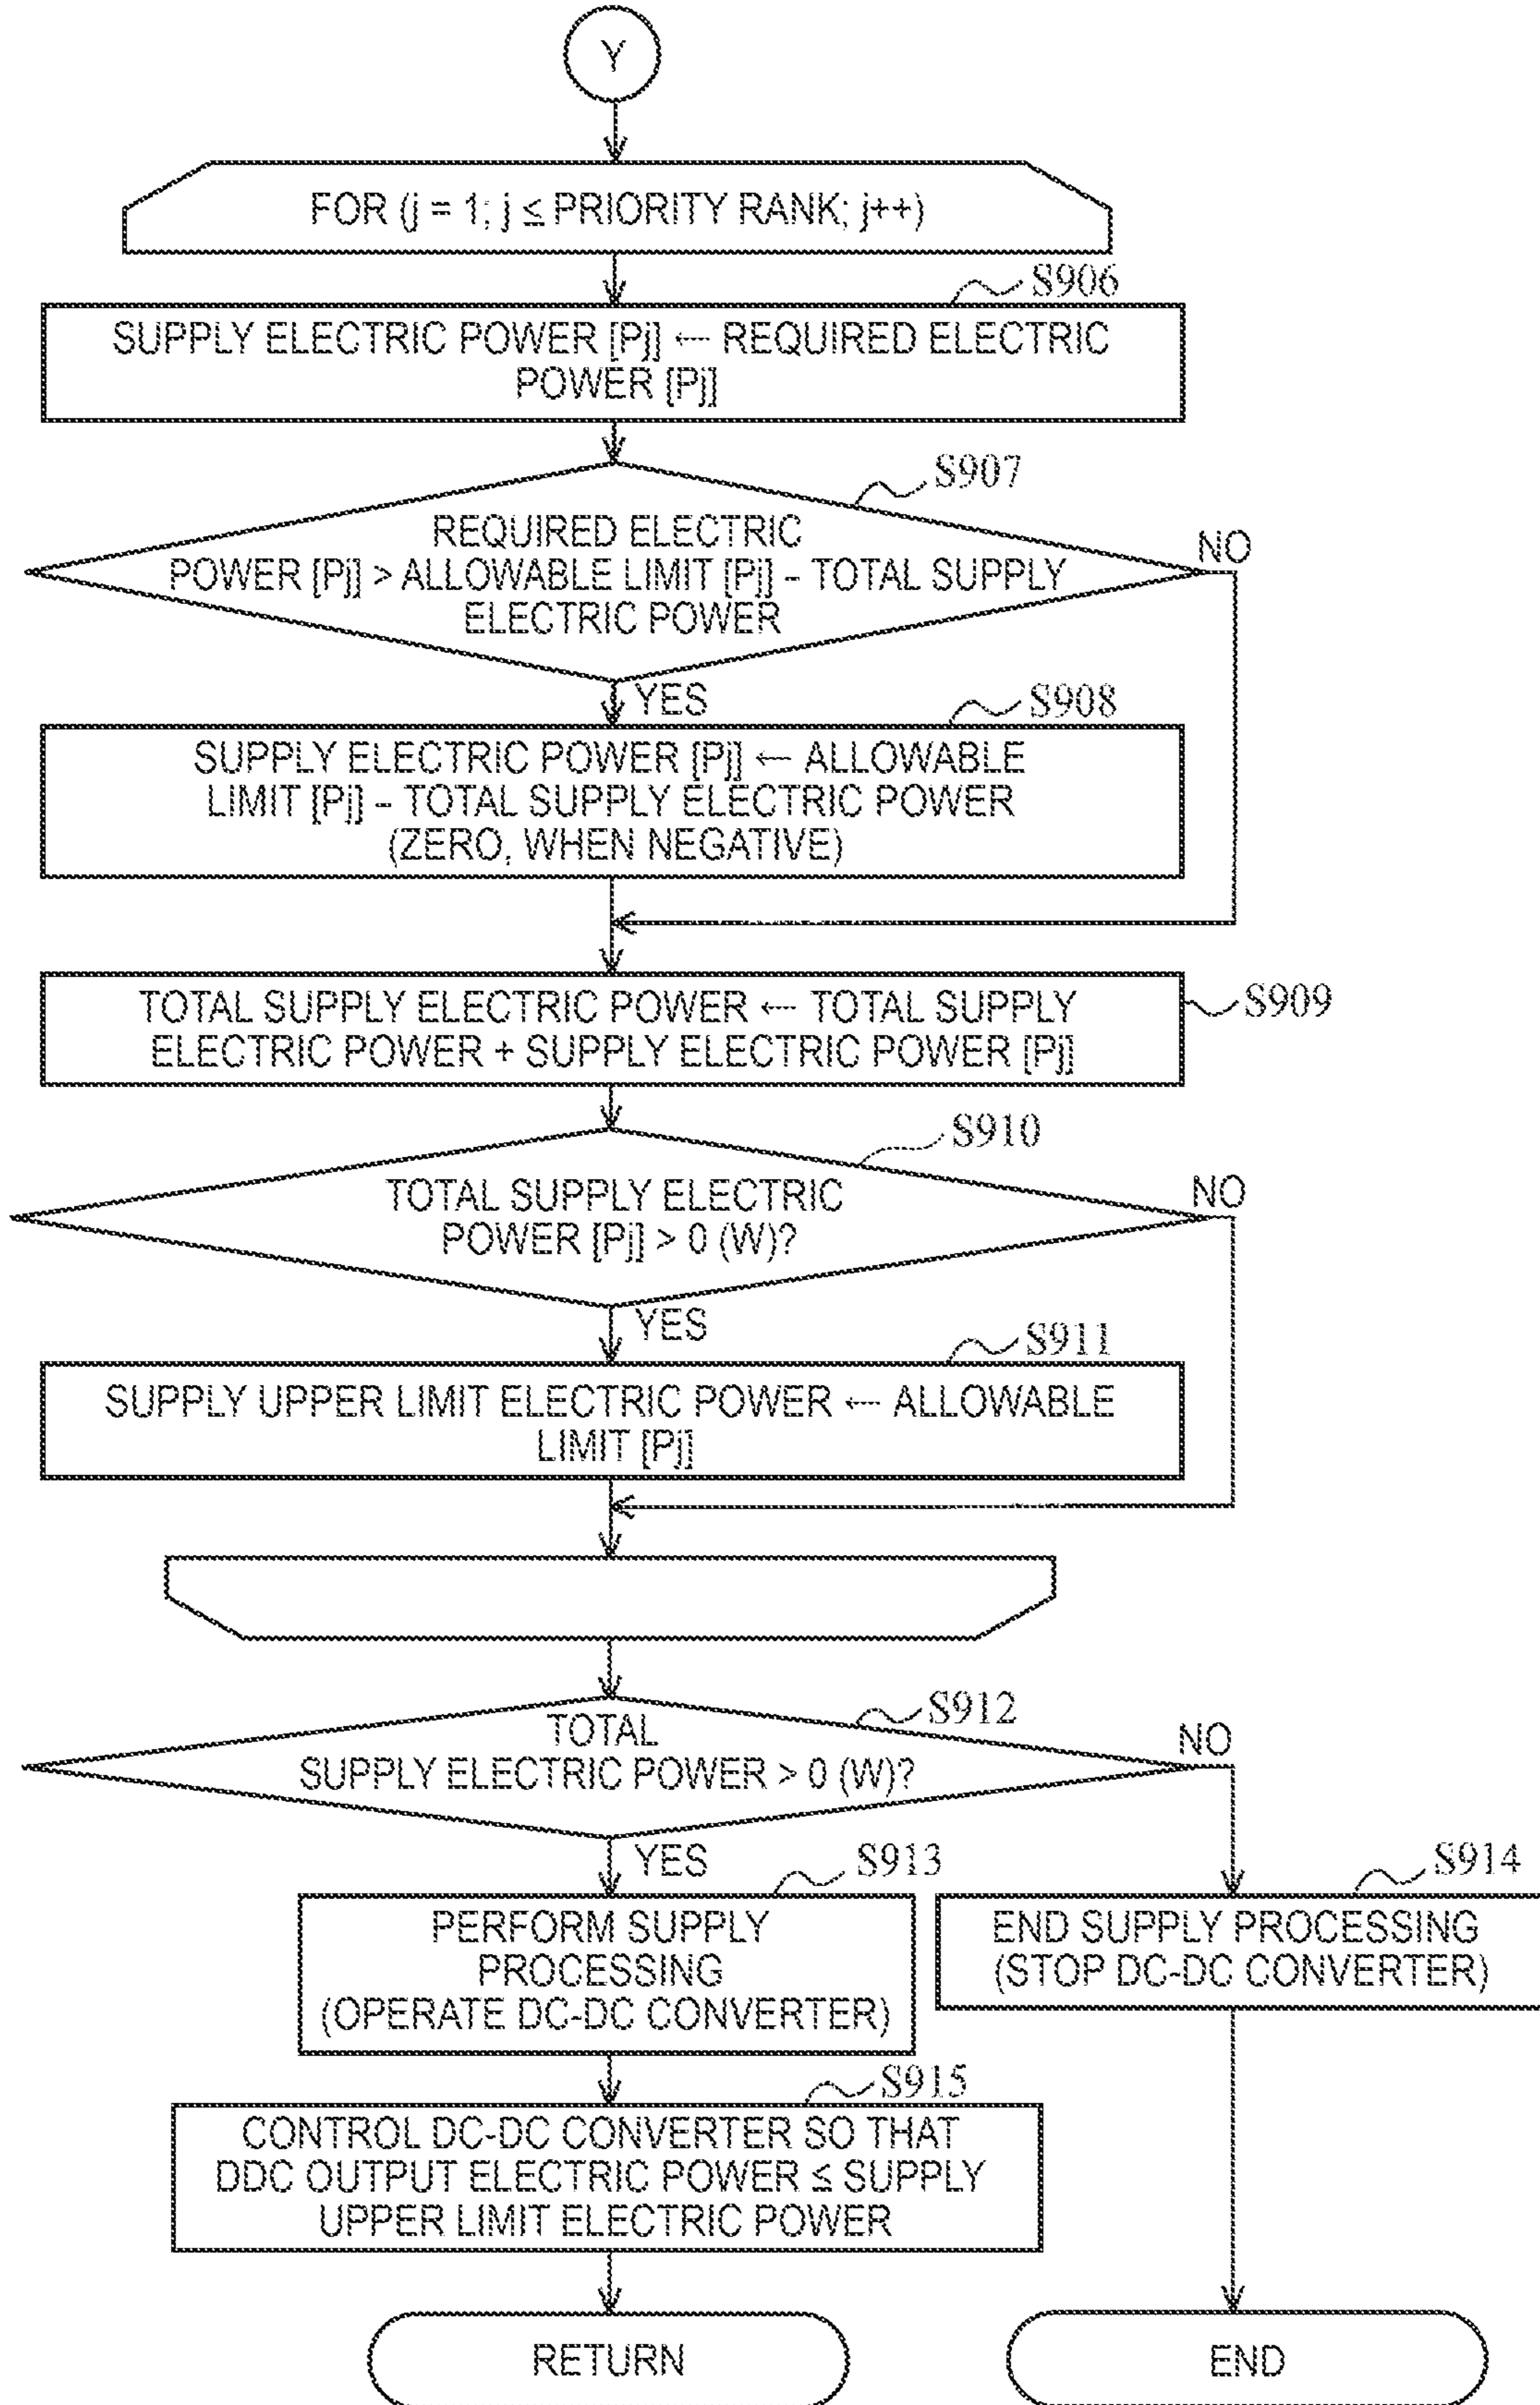 Y
FOR (j = 1; j ≤ PRIORITY RANK; j++)
S906
SUPPLY ELECTRIC POWER [Pj] ← REQUIRED ELECTRIC
POWER [Pj]
S907
REQUIRED ELECTRIC
POWER [Pj] > ALLOWABLE LIMIT [Pj] – TOTAL SUPPLY
ELECTRIC POWER
NO
YES
S908
SUPPLY ELECTRIC POWER [Pj] ← ALLOWABLE
LIMIT [Pj] – TOTAL SUPPLY ELECTRIC POWER
(ZERO, WHEN NEGATIVE)
TOTAL SUPPLY ELECTRIC POWER ← TOTAL SUPPLY
ELECTRIC POWER + SUPPLY ELECTRIC POWER [Pj]
S909
S910
TOTAL SUPPLY ELECTRIC
POWER [Pj] > 0 (W)?
NO
YES
S911
SUPPLY UPPER LIMIT ELECTRIC POWER ← ALLOWABLE
LIMIT [Pj]
S912
TOTAL
SUPPLY ELECTRIC POWER > 0 (W)?
NO
YES
S913
PERFORM SUPPLY
PROCESSING
(OPERATE DC-DC CONVERTER)
S914
END SUPPLY PROCESSING
(STOP DC-DC CONVERTER)
S915
CONTROL DC-DC CONVERTER SO THAT
DDC OUTPUT ELECTRIC POWER ≤ SUPPLY
UPPER LIMIT ELECTRIC POWER
RETURN
END